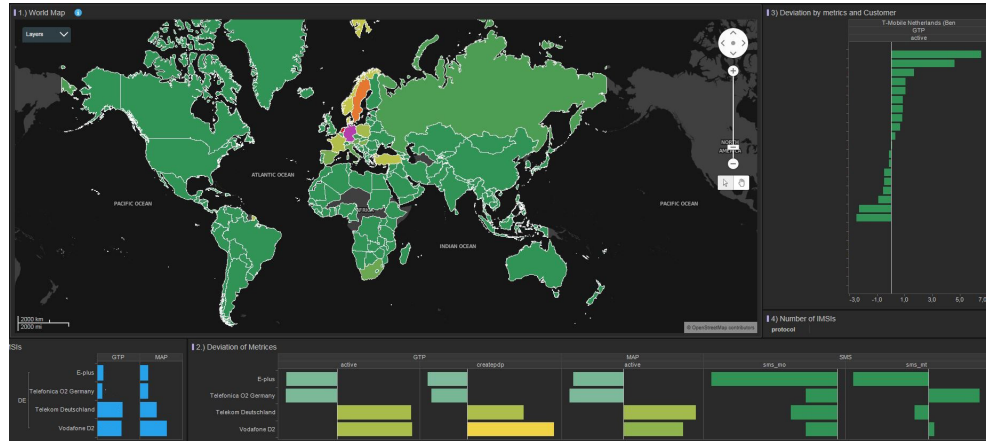 1.) World Map
Layers
ATLANTIC OCEAN
PACIFIC OCEAN
INDIAN OCEAN
PACIFIC OCEAN
NORTH
2000 km
2000 mi
© OpenStreetMap contributors
3) Deviation by metrics and Customer
T-Mobile Netherlands (Ben
GTP
active
-3,0 -1,0 1,0 3,0 6,0 7,0
4) Number of IMSIs
protocol
MSIs
GTP MAP
DE
E-plus
Telefonica O2 Germany
Telekom Deutschland
Vodafone D2
2.) Deviation of Metrices
GTP MAP SMS
active createpdp active sms_mo sms_mt
E-plus
Telefonica O2 Germany
Telekom Deutschland
Vodafone D2